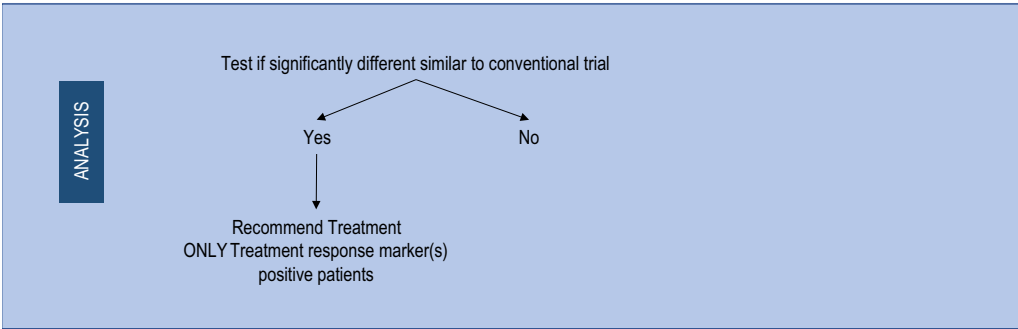 ANALYSIS
Test if significantly different similar to conventional trial
Yes
No
Recommend Treatment
ONLY Treatment response marker(s)
positive patients